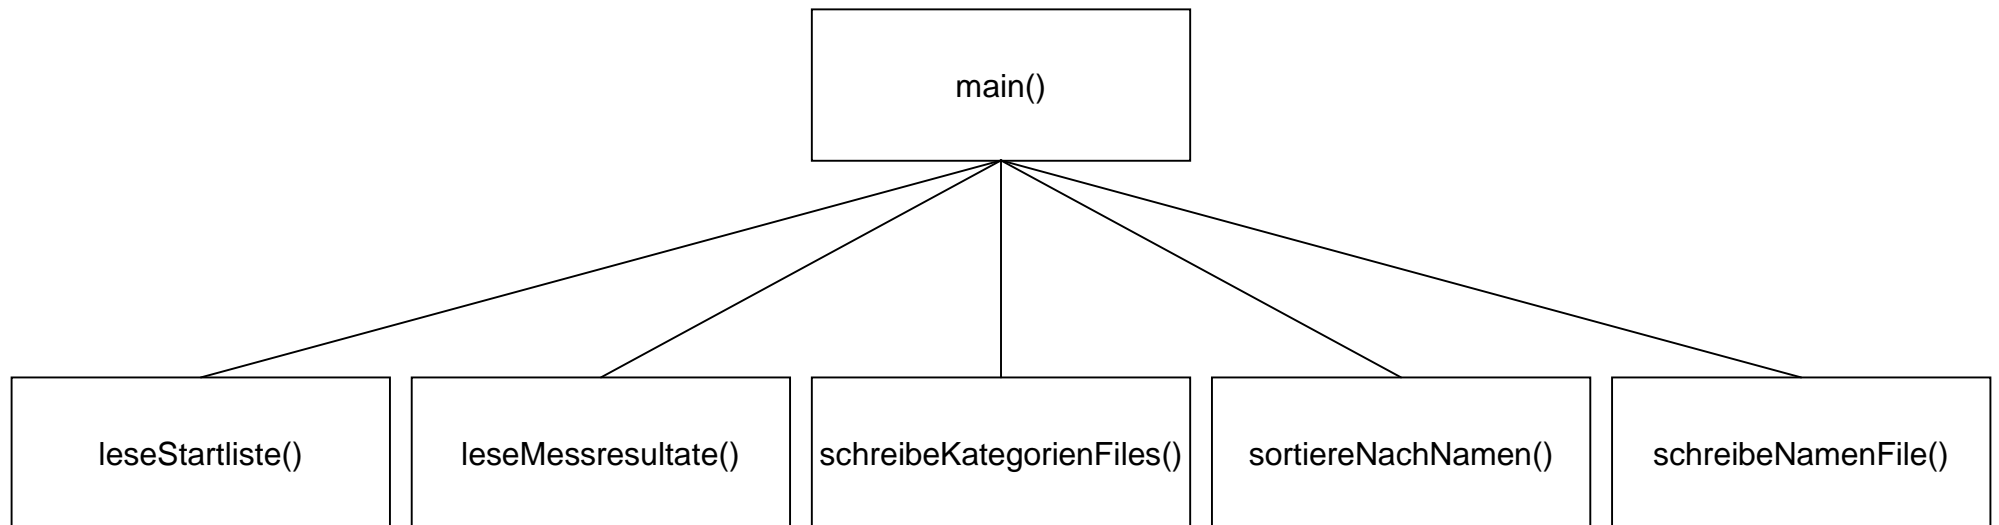 main()
leseStartliste()
leseMessresultate()
schreibeKategorienFiles()
sortiereNachNamen()
schreibeNamenFile()